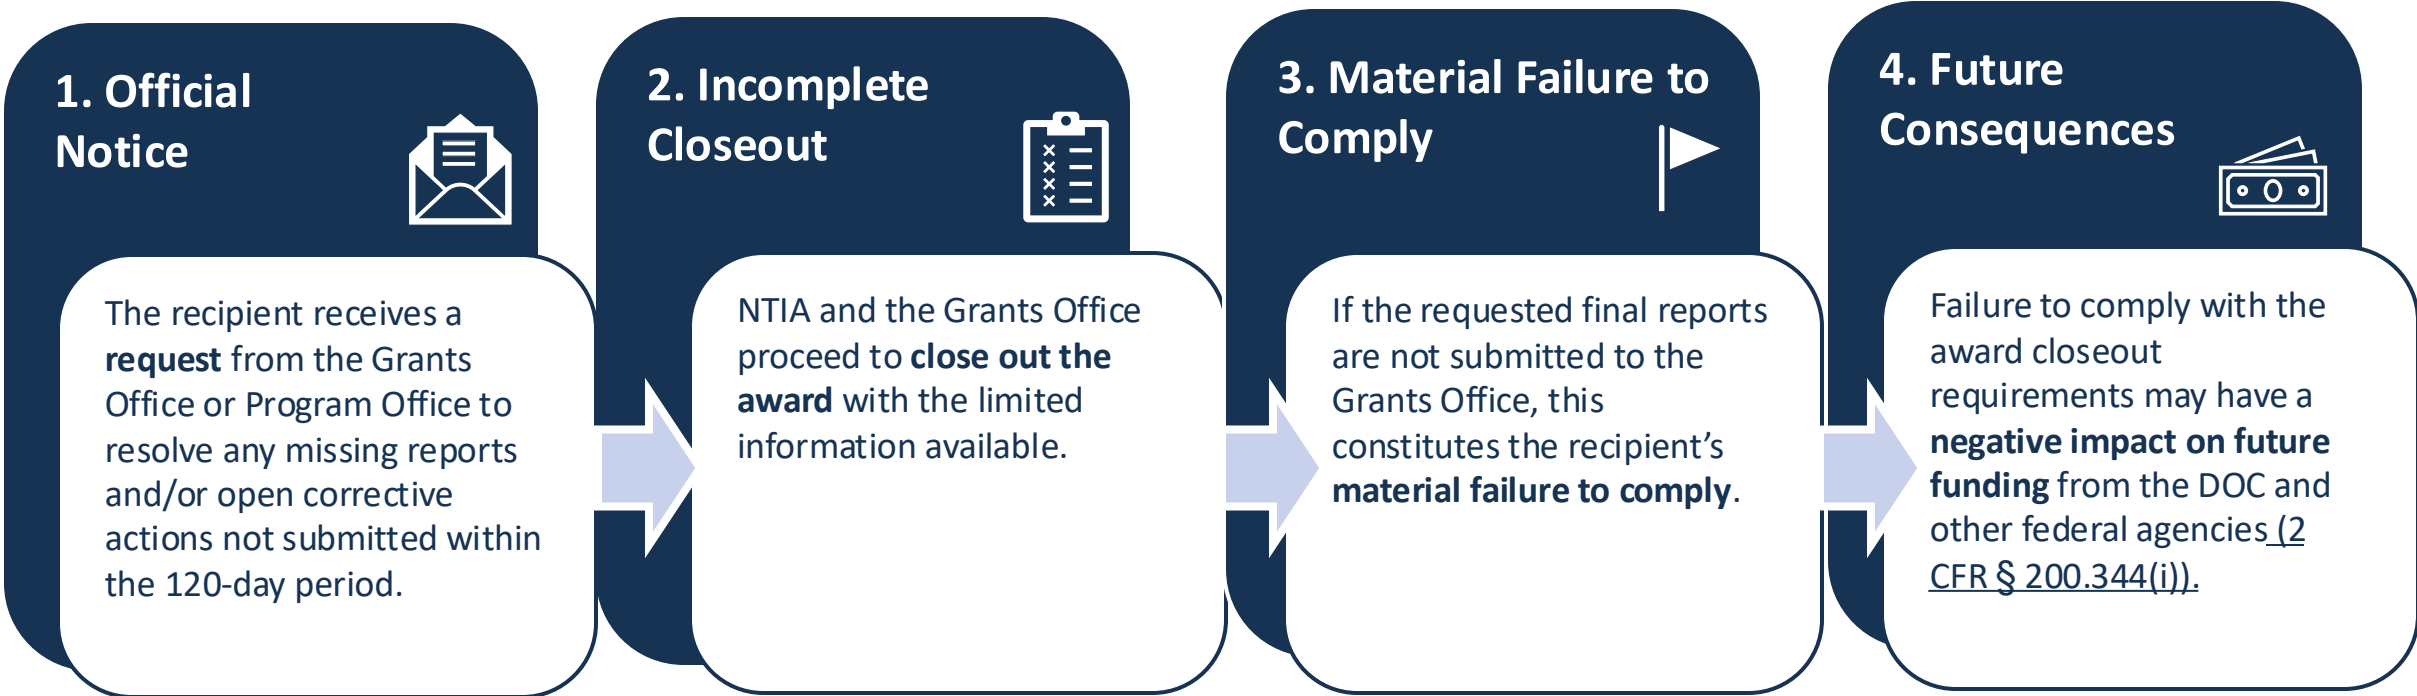 1. Official
Notice
The recipient receives a
request from the Grants
Office or Program Office to
resolve any missing reports
and/or open corrective
actions not submitted within
the 120-day period.
2. Incomplete
Closeout
NTIA and the Grants Office
proceed to close out the
award with the limited
information available.
3. Material Failure to
Comply
If the requested final reports
are not submitted to the
Grants Office, this
constitutes the recipient’s
material failure to comply.
4. Future
Consequences
Failure to comply with the
award closeout
requirements may have a
negative impact on future
funding from the DOC and
other federal agencies (2
CFR § 200.344(i)).